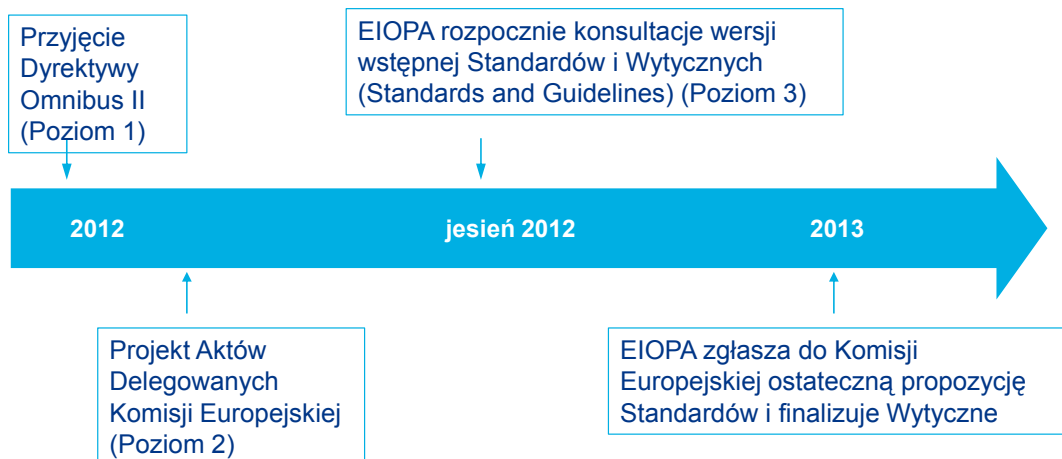 Przyjęcie
Dyrektywy
Omnibus II
(Poziom 1)
EIOPA rozpocznie konsultacje wersji
wstępnej Standardów i Wytycznych
(Standards and Guidelines) (Poziom 3)
2012
jesień 2012
2013
Projekt Aktów
Delegowanych
Komisji Europejskiej
(Poziom 2)
EIOPA zgłasza do Komisji
Europejskiej ostateczną propozycję
Standardów i finalizuje Wytyczne